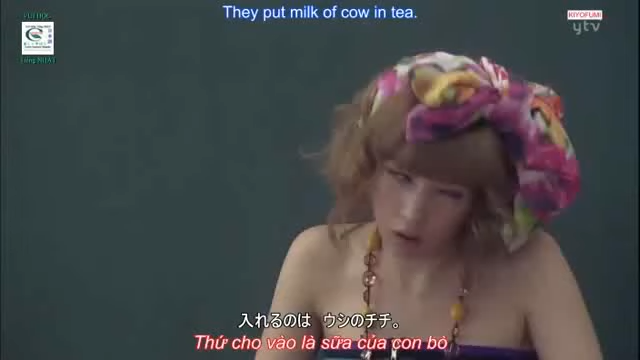 They put milk of cow in tea.
KIYOFUMI
ytv
入れるのは ウシのチチ。
Thứ cho vào là sữa của con bò